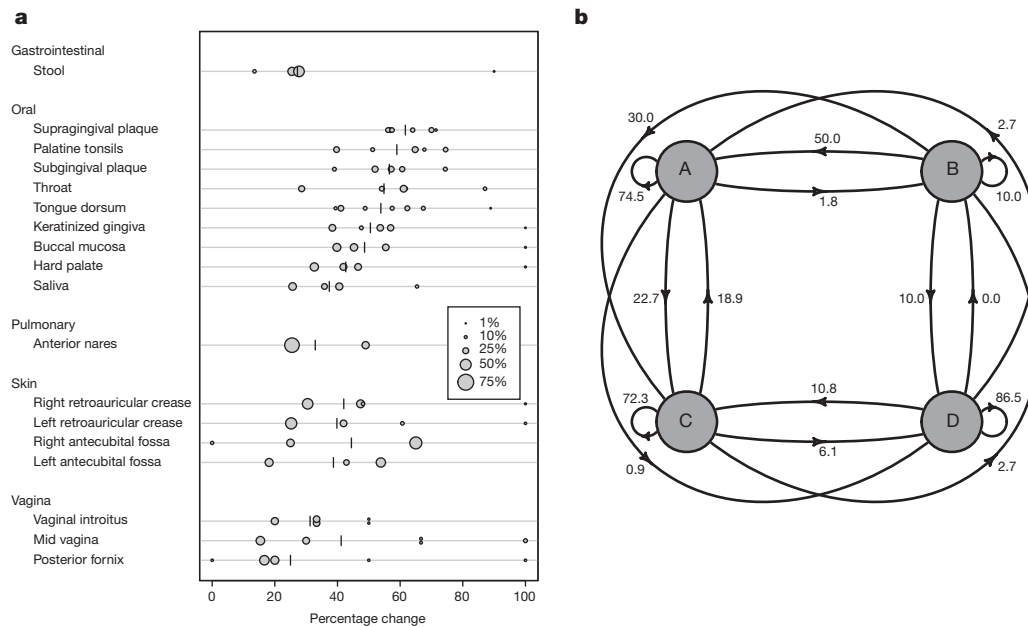 a
Gastrointestinal
Stool
Oral
Supragingival plaque
Palatine tonsils
Subgingival plaque
Throat
Tongue dorsum
Keratinized gingiva
Buccal mucosa
Hard palate
Saliva
Pulmonary
Anterior nares
Skin
Right retroauricular crease
Left retroauricular crease
Right antecubital fossa
Left antecubital fossa
Vagina
Vaginal introitus
Mid vagina
Posterior fornix
1%
10%
25%
50%
75%
0 20 40 60 80 100
Percentage change
b
30.0 2.7
50.0
A B
74.5 10.0
1.8
22.7 18.9 10.0 0.0
72.3 10.8 86.5
C D
6.1
0.9 2.7